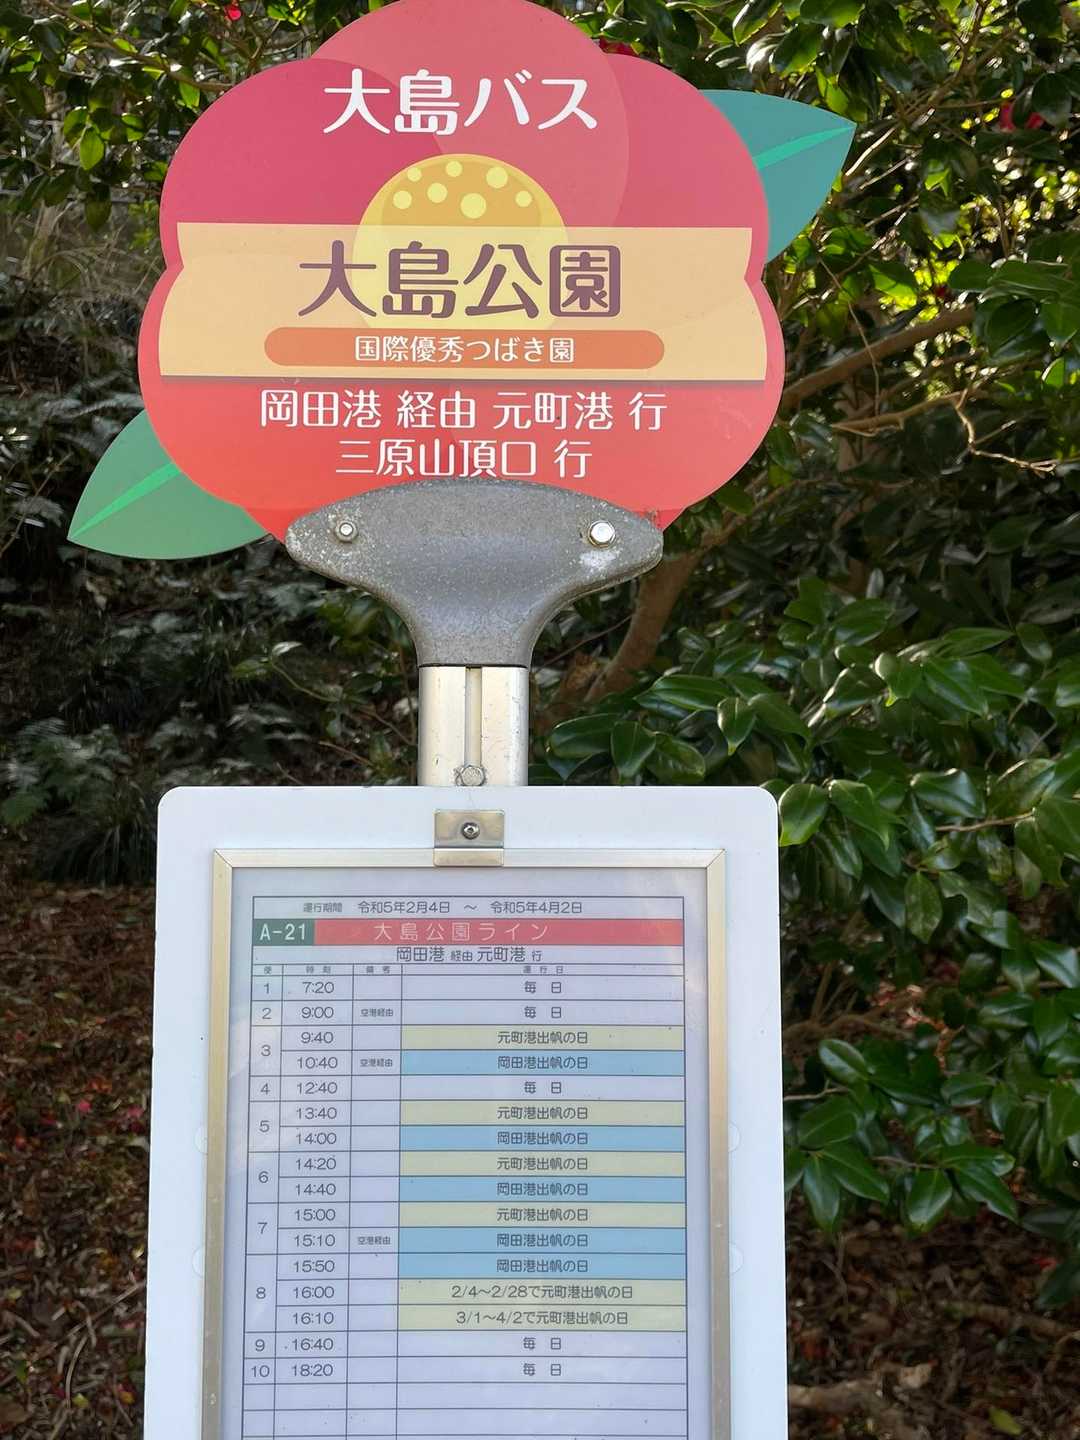 大島バス
大島公園
国際優秀つばき園
岡田港 経由 元町港 行
三原山頂口 行
運行期間 令和5年2月4日 ～ 令和5年4月2日
A-21 大島公園ライン
岡田港 経由 元町港 行
便 時刻 備考 運行日
1 7:20 毎日
2 9:00 空港経由 毎日
3 9:40 元町港出帆の日
10:40 空港経由 岡田港出帆の日
4 12:40 毎日
5 13:40 元町港出帆の日
14:00 岡田港出帆の日
6 14:20 元町港出帆の日
14:40 岡田港出帆の日
7 15:00 元町港出帆の日
15:10 空港経由 岡田港出帆の日
8 15:50 岡田港出帆の日
16:00 2/4～2/28で元町港出帆の日
16:10 3/1～4/2で元町港出帆の日
9 16:40 毎日
10 18:20 毎日